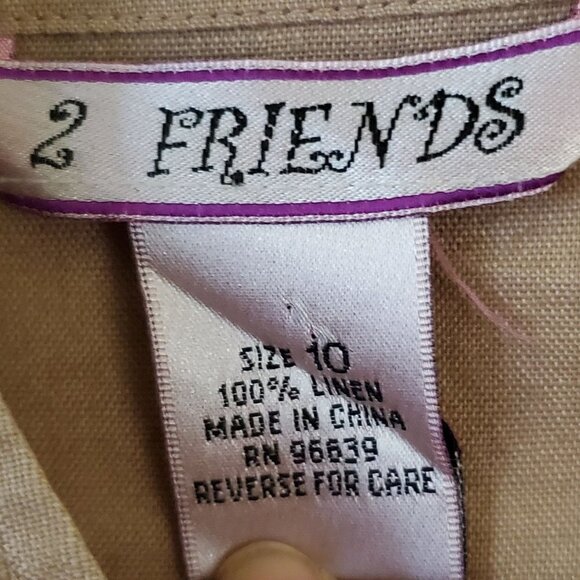 2 FRIENDS
SIZE 10
100% LINEN
MADE IN CHINA
RN 96639
REVERSE FOR CARE